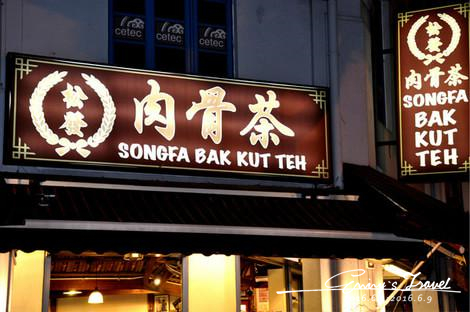 cetec
cetec
cetec
松發
肉骨茶
SONGFA BAK KUT TEH
松發
肉骨茶
SONGFA
BAK
KUT
TEH
2016.6.9